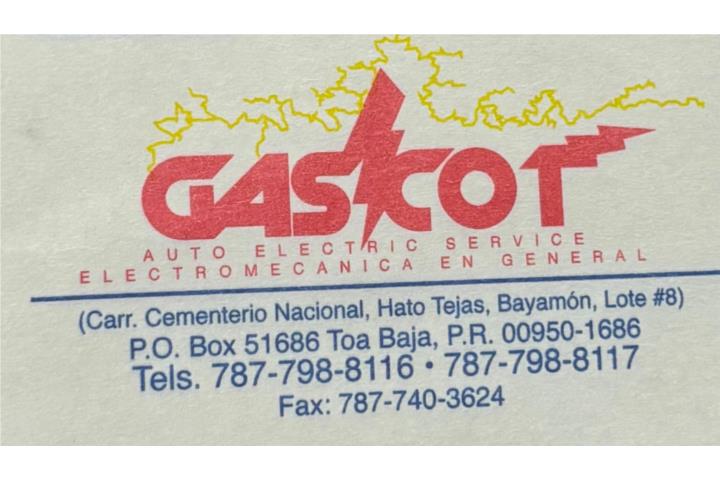 GASCOT
AUTO ELECTRIC SERVICE
ELECTROMECANICA EN GENERAL
(Carr. Cementerio Nacional, Hato Tejas, Bayamón, Lote #8)
P.O. Box 51686 Toa Baja, P.R. 00950-1686
Tels. 787-798-8116 • 787-798-8117
Fax: 787-740-3624